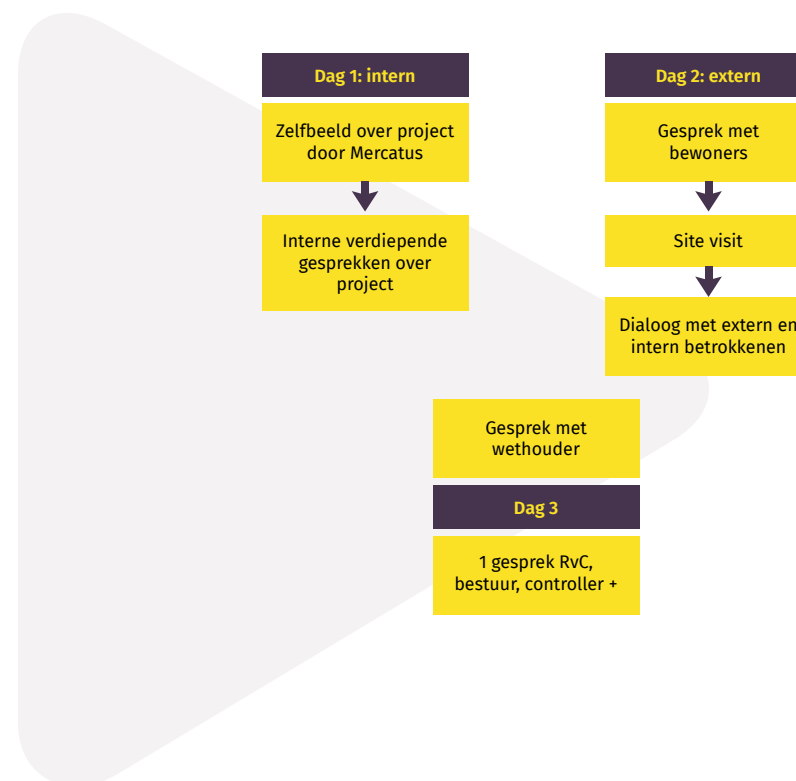 Dag 1: intern
Zelfbeeld over project
door Mercatus
Interne verdiepende
gesprekken over
project
Dag 2: extern
Gesprek met
bewoners
Site visit
Dialoog met extern en
intern betrokkenen
Gesprek met
wethouder
Dag 3
1 gesprek RvC,
bestuur, controller +